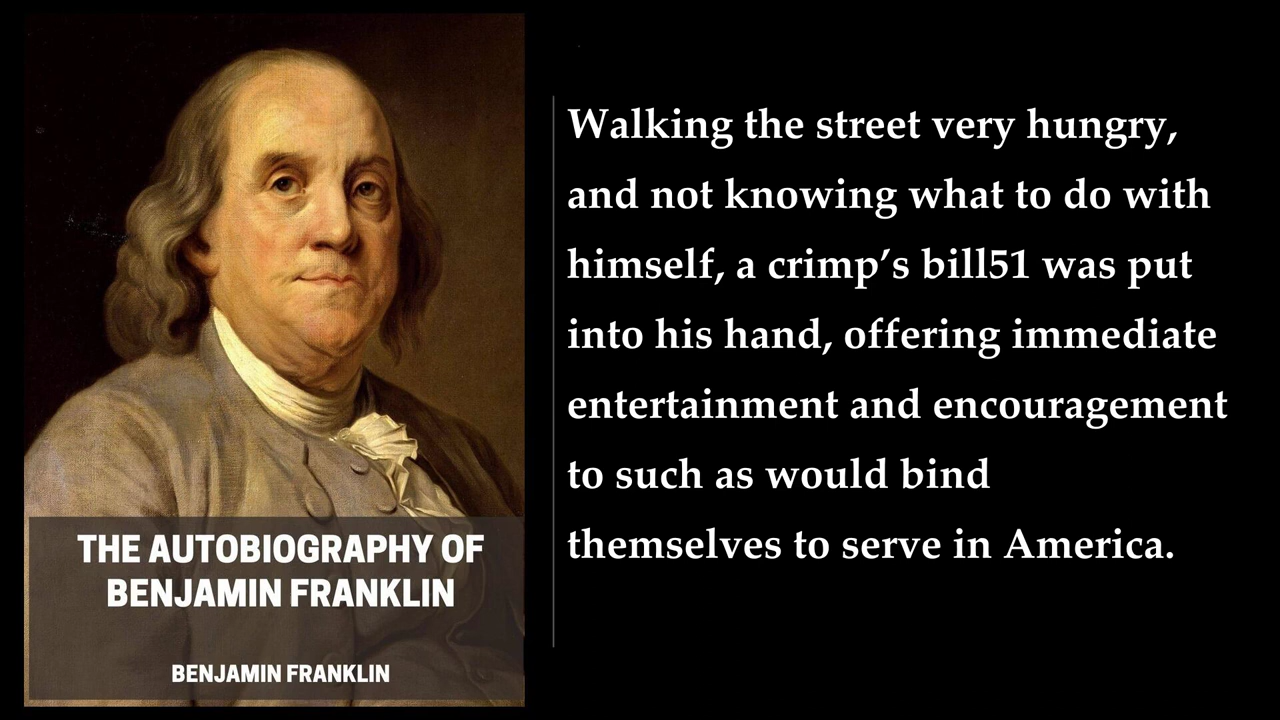 THE AUTOBIOGRAPHY OF
BENJAMIN FRANKLIN
BENJAMIN FRANKLIN
Walking the street very hungry,
and not knowing what to do with
himself, a crimp’s bill51 was put
into his hand, offering immediate
entertainment and encouragement
to such as would bind
themselves to serve in America.